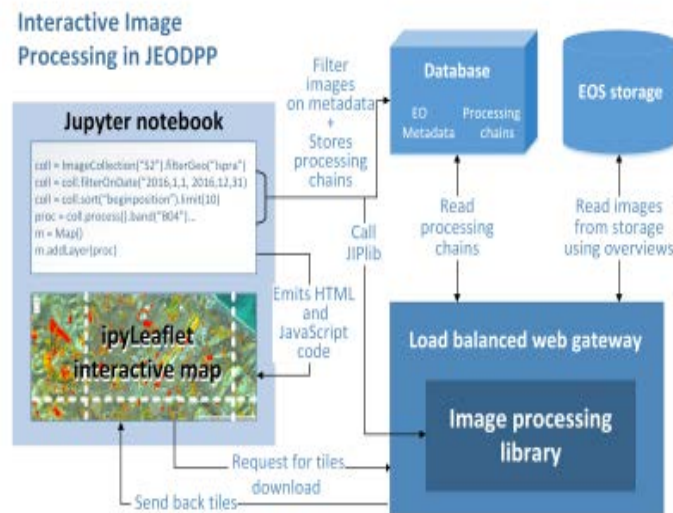 Interactive Image
Processing in JEODPP
Jupyter notebook
coll = ImageCollection("S2").filterGeo("Ispra")
coll = coll.filterOnDate("2016,1,1, 2016,12,31)
coll = coll.sort("beginposition").limit(10)
proc = coll.process().band("B04")...
m = Map()
m.addLayer(proc)
ipyLeaflet
interactive map
Filter
images
on metadata
+
Stores
processing
chains
Call
JIPlib
Emits HTML
and
JavaScript
code
Database
EO
Metadata
Processing
chains
EOS storage
Read
processing
chains
Read images
from storage
using overviews
Load balanced web gateway
Image processing
library
Request for tiles
download
Send back tiles